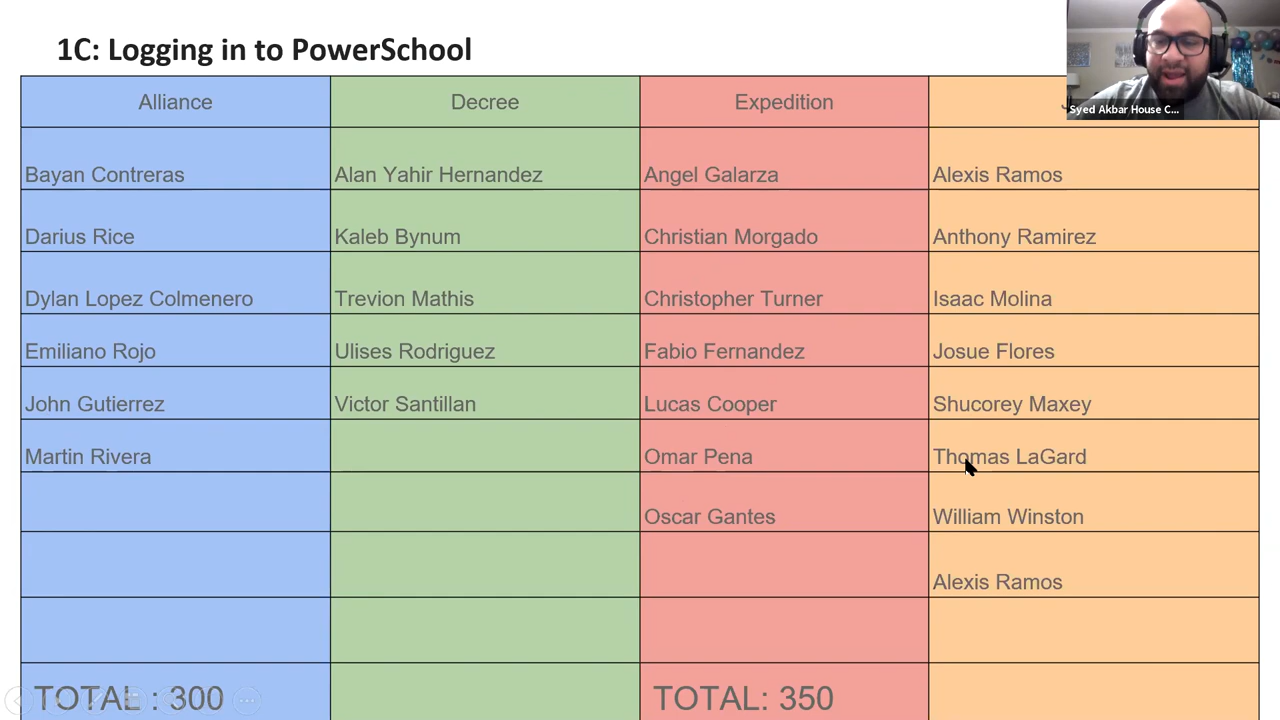 1C: Logging in to PowerSchool
Syed Akbar House C...
Alliance Decree Expedition
Bayan Contreras Alan Yahir Hernandez Angel Galarza Alexis Ramos
Darius Rice Kaleb Bynum Christian Morgado Anthony Ramirez
Dylan Lopez Colmenero Trevion Mathis Christopher Turner Isaac Molina
Emiliano Rojo Ulises Rodriguez Fabio Fernandez Josue Flores
John Gutierrez Victor Santillan Lucas Cooper Shucorey Maxey
Martin Rivera Omar Pena Thomas LaGard
Oscar Gantes William Winston
Alexis Ramos
TOTAL : 300 TOTAL: 350